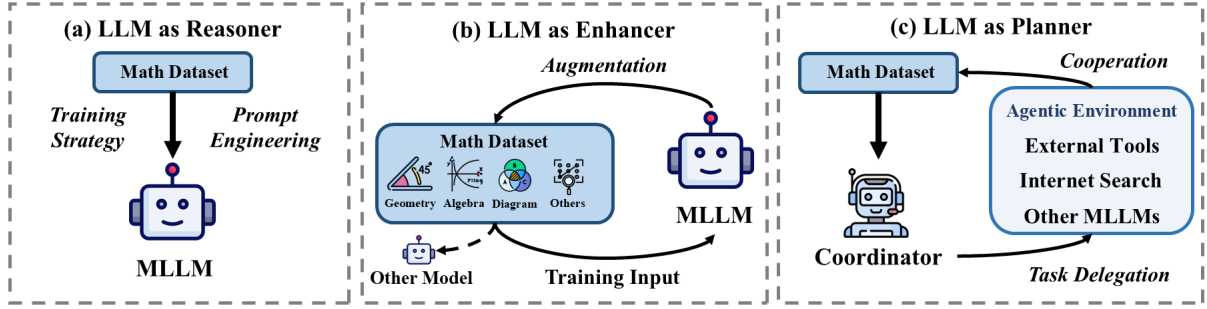 (a) LLM as Reasoner
Math Dataset
Training
Strategy
Prompt
Engineering
MLLM
(b) LLM as Enhancer
Augmentation
Math Dataset
45°
Geometry
Algebra
B
A
C
Diagram
Others
MLLM
Other Model
Training Input
(c) LLM as Planner
Math Dataset
Cooperation
Agentic Environment
External Tools
Internet Search
Other MLLMs
Coordinator
Task Delegation